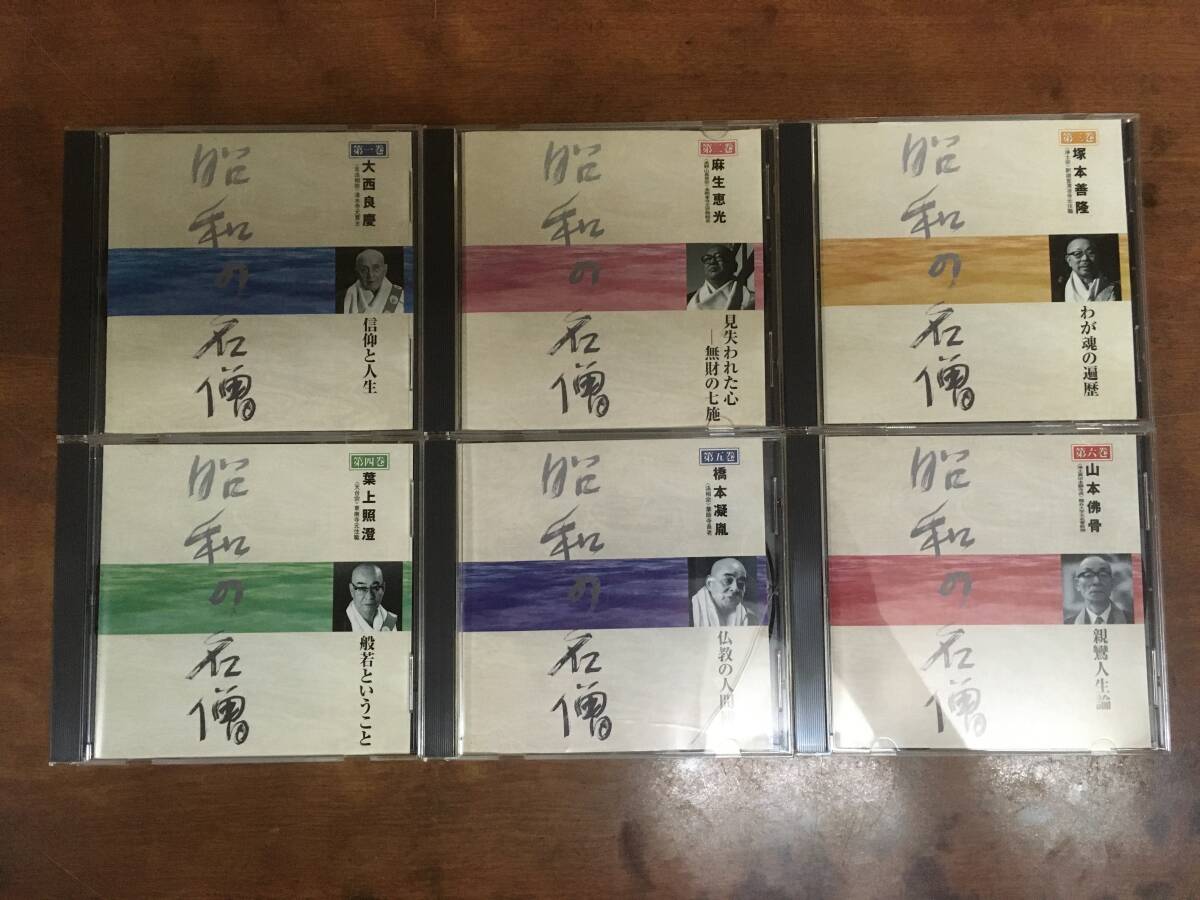 昭和の名僧
第一巻
大西良慶
信仰と人生
昭和の名僧
第二巻
麻生恵光
見失われた心
―無財の七施
昭和の名僧
第三巻
塚本善隆
わが魂の遍歴
昭和の名僧
第四巻
葉上照澄
般若ということ
昭和の名僧
第五巻
橋本凝胤
仏教の人間
昭和の名僧
第六巻
山本佛骨
親鸞人生論